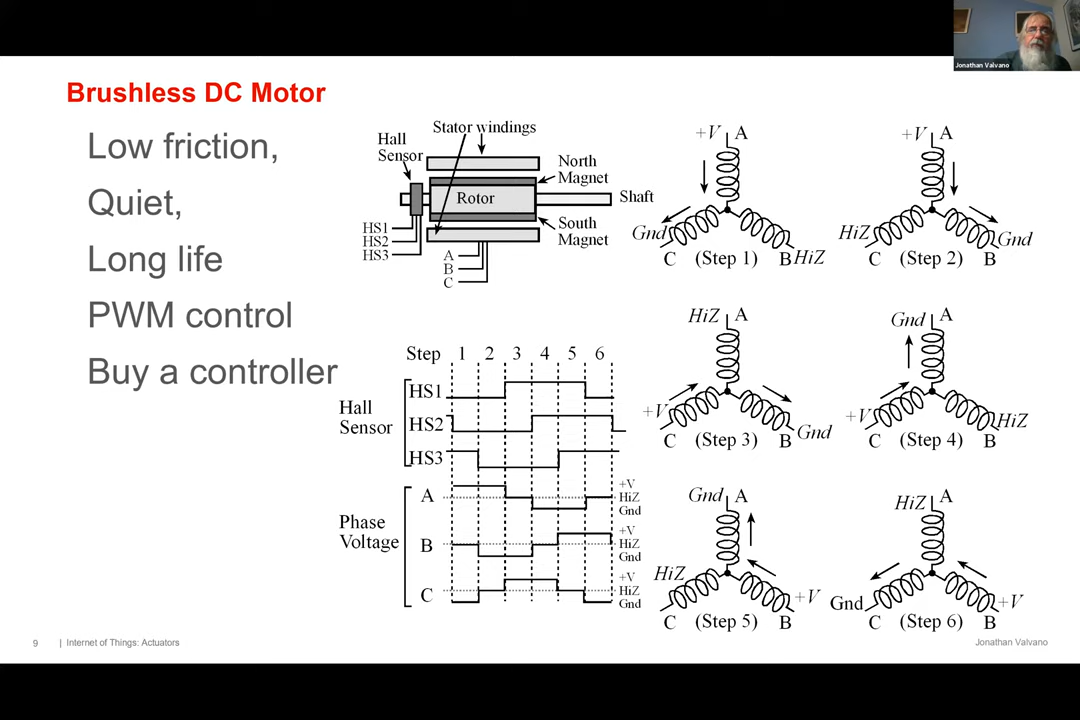 Jonathan Valvano
Brushless DC Motor
Low friction,
Quiet,
Long life
PWM control
Buy a controller
Stator windings
Hall
Sensor
North
Magnet
Rotor
Shaft
South
Magnet
HS1
HS2
HS3
A
B
C
+V A
Gnd
C (Step 1) B HiZ
+V A
HiZ
Gnd
C (Step 2) B
HiZ A
+V
Gnd
C (Step 3) B
Gnd A
+V
HiZ
C (Step 4) B
Gnd A
HiZ
+V
C (Step 5) B
HiZ A
Gnd
+V
C (Step 6) B
Step 1 2 3 4 5 6
Hall
Sensor
HS1
HS2
HS3
Phase
Voltage
A
+V
HiZ
Gnd
B
+V
HiZ
Gnd
C
+V
HiZ
Gnd
9 | Internet of Things: Actuators
Jonathan Valvano